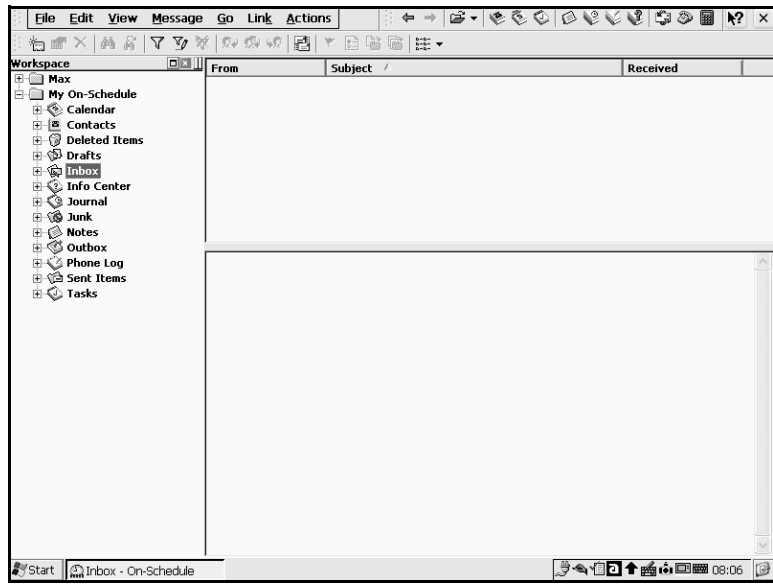 File Edit View Message Go Link Actions
Workspace
From Subject Received
Max
My On-Schedule
Calendar
Contacts
Deleted Items
Drafts
Inbox
Info Center
Journal
Junk
Notes
Outbox
Phone Log
Sent Items
Tasks
Start Inbox - On-Schedule 08:06